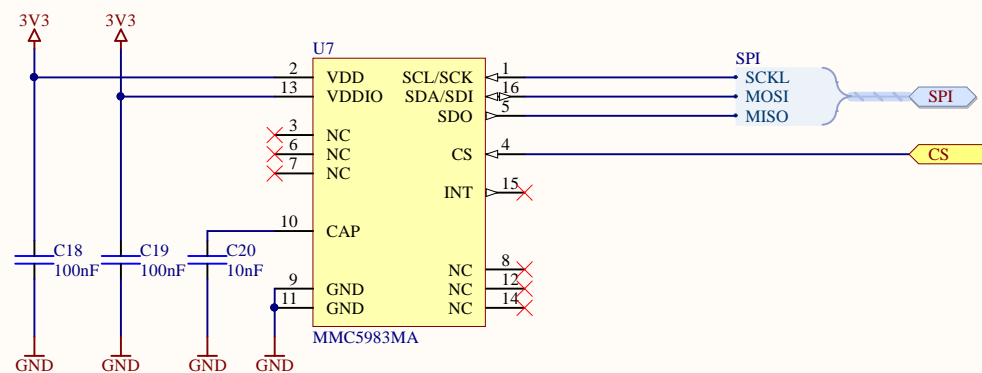 3V3 3V3
U7 SPI
2 VDD SCL/SCK 1 SCKL
13 VDDIO SDA/SDI 16 MOSI SPI
SDO 5 MISO
3 NC
6 NC CS 4 CS
7 NC
INT 15
10 CAP
C18 C19 C20
100nF 100nF 10nF
NC 8
9 GND NC 12
11 GND NC 14
MMC5983MA
GND GND GND GND